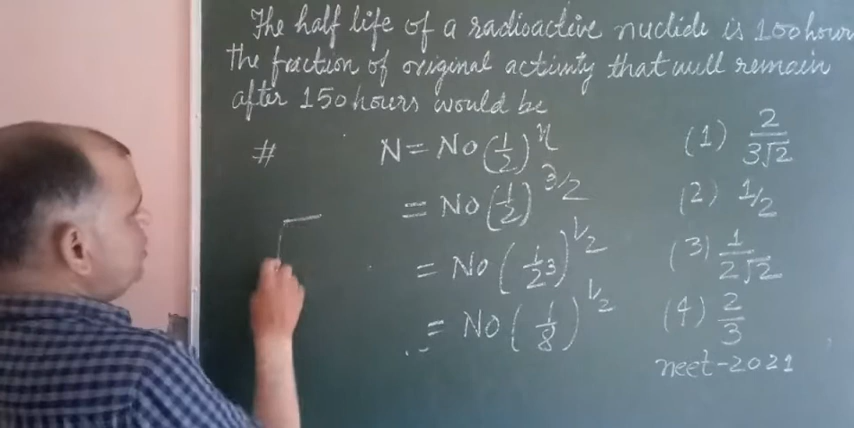 The half life of a radioactive nuclide is 100 hour
the fraction of original activity that will remain
after 150 hours would be
# N = No(1/2)^n
= No(1/2)^3/2
= No(1/2³)^1/2
= No(1/8)^1/2
(1) 2/3√2
(2) 1/2
(3) 1/2√2
(4) 2/3
neet-2021